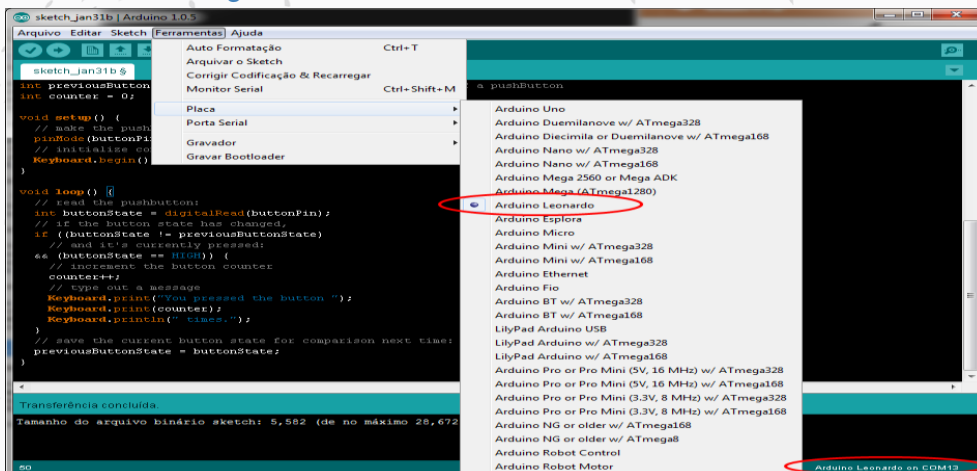 sketch_jan31b | Arduino 1.0.5
Arquivo Editar Sketch Ferramentas Ajuda
sketch_jan31b §
Auto Formatação Ctrl+T
Arquivar o Sketch
Corrigir Codificação & Recarregar
Monitor Serial Ctrl+Shift+M
Placa
Porta Serial
Gravador
Gravar Bootloader
Arduino Uno
Arduino Duemilanove w/ ATmega328
Arduino Diecimila or Duemilanove w/ ATmega168
Arduino Nano w/ ATmega328
Arduino Nano w/ ATmega168
Arduino Mega 2560 or Mega ADK
Arduino Mega (ATmega1280)
Arduino Leonardo
Arduino Esplora
Arduino Micro
Arduino Mini w/ ATmega328
Arduino Mini w/ ATmega168
Arduino Ethernet
Arduino Fio
Arduino BT w/ ATmega328
Arduino BT w/ ATmega168
LilyPad Arduino USB
LilyPad Arduino w/ ATmega328
LilyPad Arduino w/ ATmega168
Arduino Pro or Pro Mini (5V, 16 MHz) w/ ATmega328
Arduino Pro or Pro Mini (5V, 16 MHz) w/ ATmega168
Arduino Pro or Pro Mini (3.3V, 8 MHz) w/ ATmega328
Arduino Pro or Pro Mini (3.3V, 8 MHz) w/ ATmega168
Arduino NG or older w/ ATmega168
Arduino NG or older w/ ATmega8
Arduino Robot Control
Arduino Robot Motor
int previousButton a pushButton
int counter = 0;
void setup() {
// make the push
pinMode(buttonPi
// initialize co
Keyboard.begin()
}
void loop() {
// read the pushbutton:
int buttonState = digitalRead(buttonPin);
// if the button state has changed,
if ((buttonState != previousButtonState)
// and it's currently pressed:
&& (buttonState == HIGH)) {
// increment the button counter
counter++;
// type out a message
Keyboard.print("You pressed the button ");
Keyboard.print(counter);
Keyboard.println(" times.");
}
// save the current button state for comparison next time:
previousButtonState = buttonState;
}
Transferência concluída.
Tamanho do arquivo binário sketch: 5,582 (de no máximo 28,672
50 Arduino Leonardo on COM13